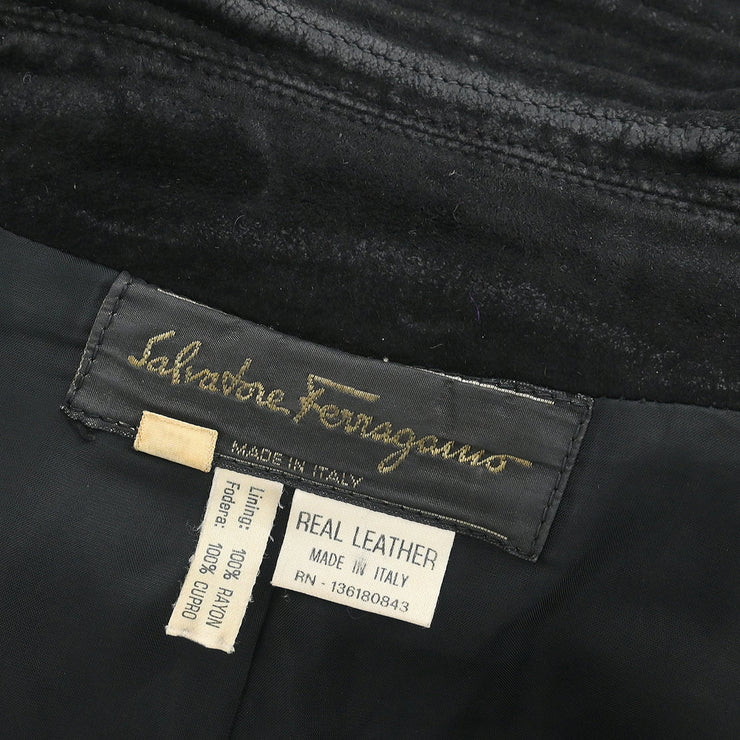 Salvatore Ferragamo
MADE IN ITALY
Lining: 100% RAYON
Fodera: 100% CUPRO
REAL LEATHER
MADE IN ITALY
RN - 136180843